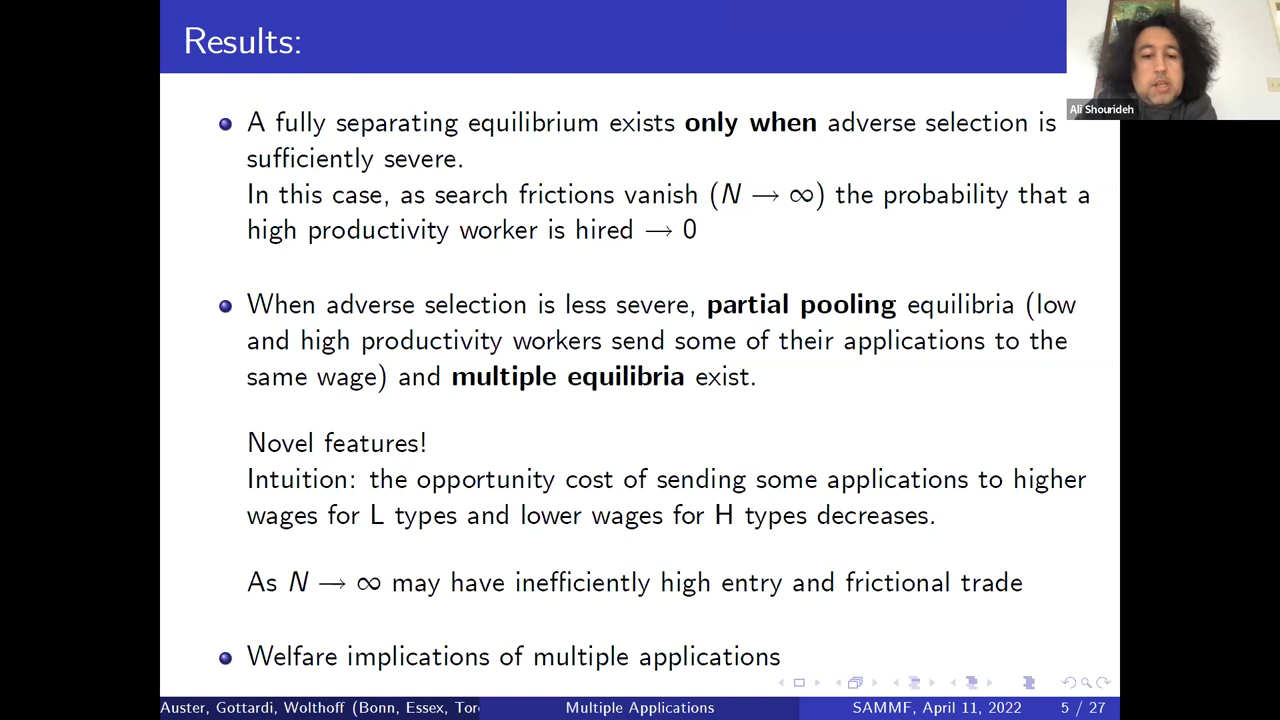 Results:
Ali Shourideh
A fully separating equilibrium exists only when adverse selection is
sufficiently severe.
In this case, as search frictions vanish (N → ∞) the probability that a
high productivity worker is hired → 0
When adverse selection is less severe, partial pooling equilibria (low
and high productivity workers send some of their applications to the
same wage) and multiple equilibria exist.
Novel features!
Intuition: the opportunity cost of sending some applications to higher
wages for L types and lower wages for H types decreases.
As N → ∞ may have inefficiently high entry and frictional trade
Welfare implications of multiple applications
Auster, Gottardi, Wolthoff (Bonn, Essex, Tor
Multiple Applications
SAMMF, April 11, 2022
5 / 27